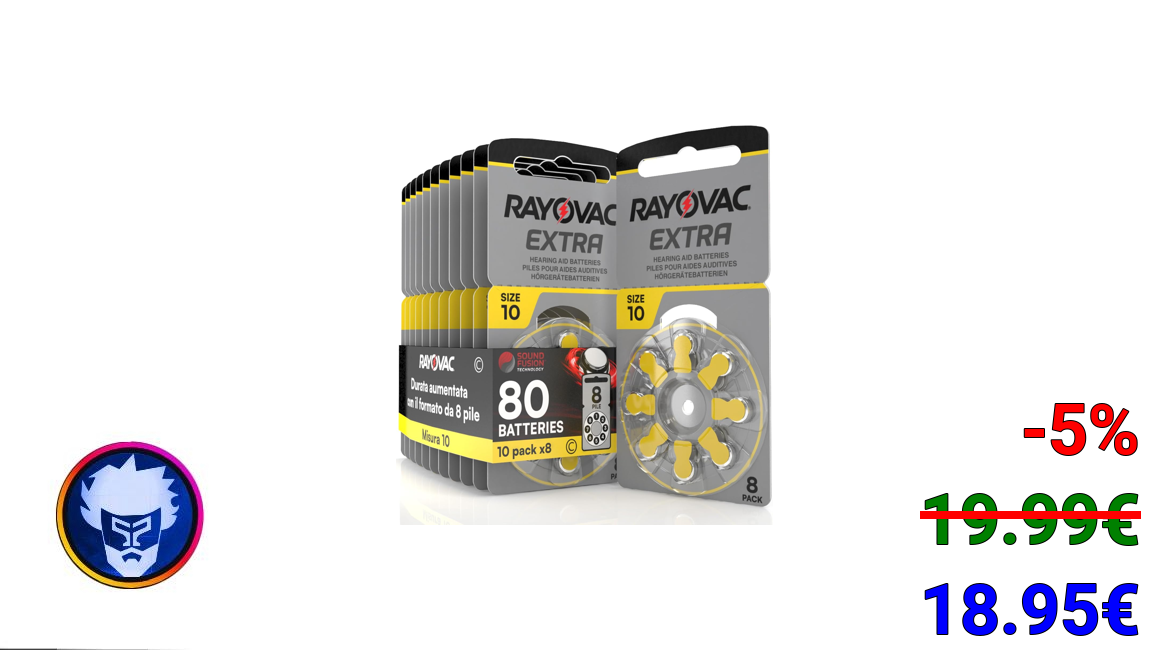 RAYOVAC
EXTRA
HEARING AID BATTERIES
PILES POUR AIDES AUDITIVES
HÖRGERÄTEBATTERIEN
SIZE
10
RAYOVAC
EXTRA
HEARING AID BATTERIES
PILES POUR AIDES AUDITIVES
HÖRGERÄTEBATTERIEN
SIZE
10
8
PACK
RAYOVAC ©
Durata aumentata
con il formato da 8 pile
Misura 10
SOUND
FUSION
TECHNOLOGY
80
BATTERIES
10 pack x8 ©
8
PILE
-5%
19.99€
18.95€